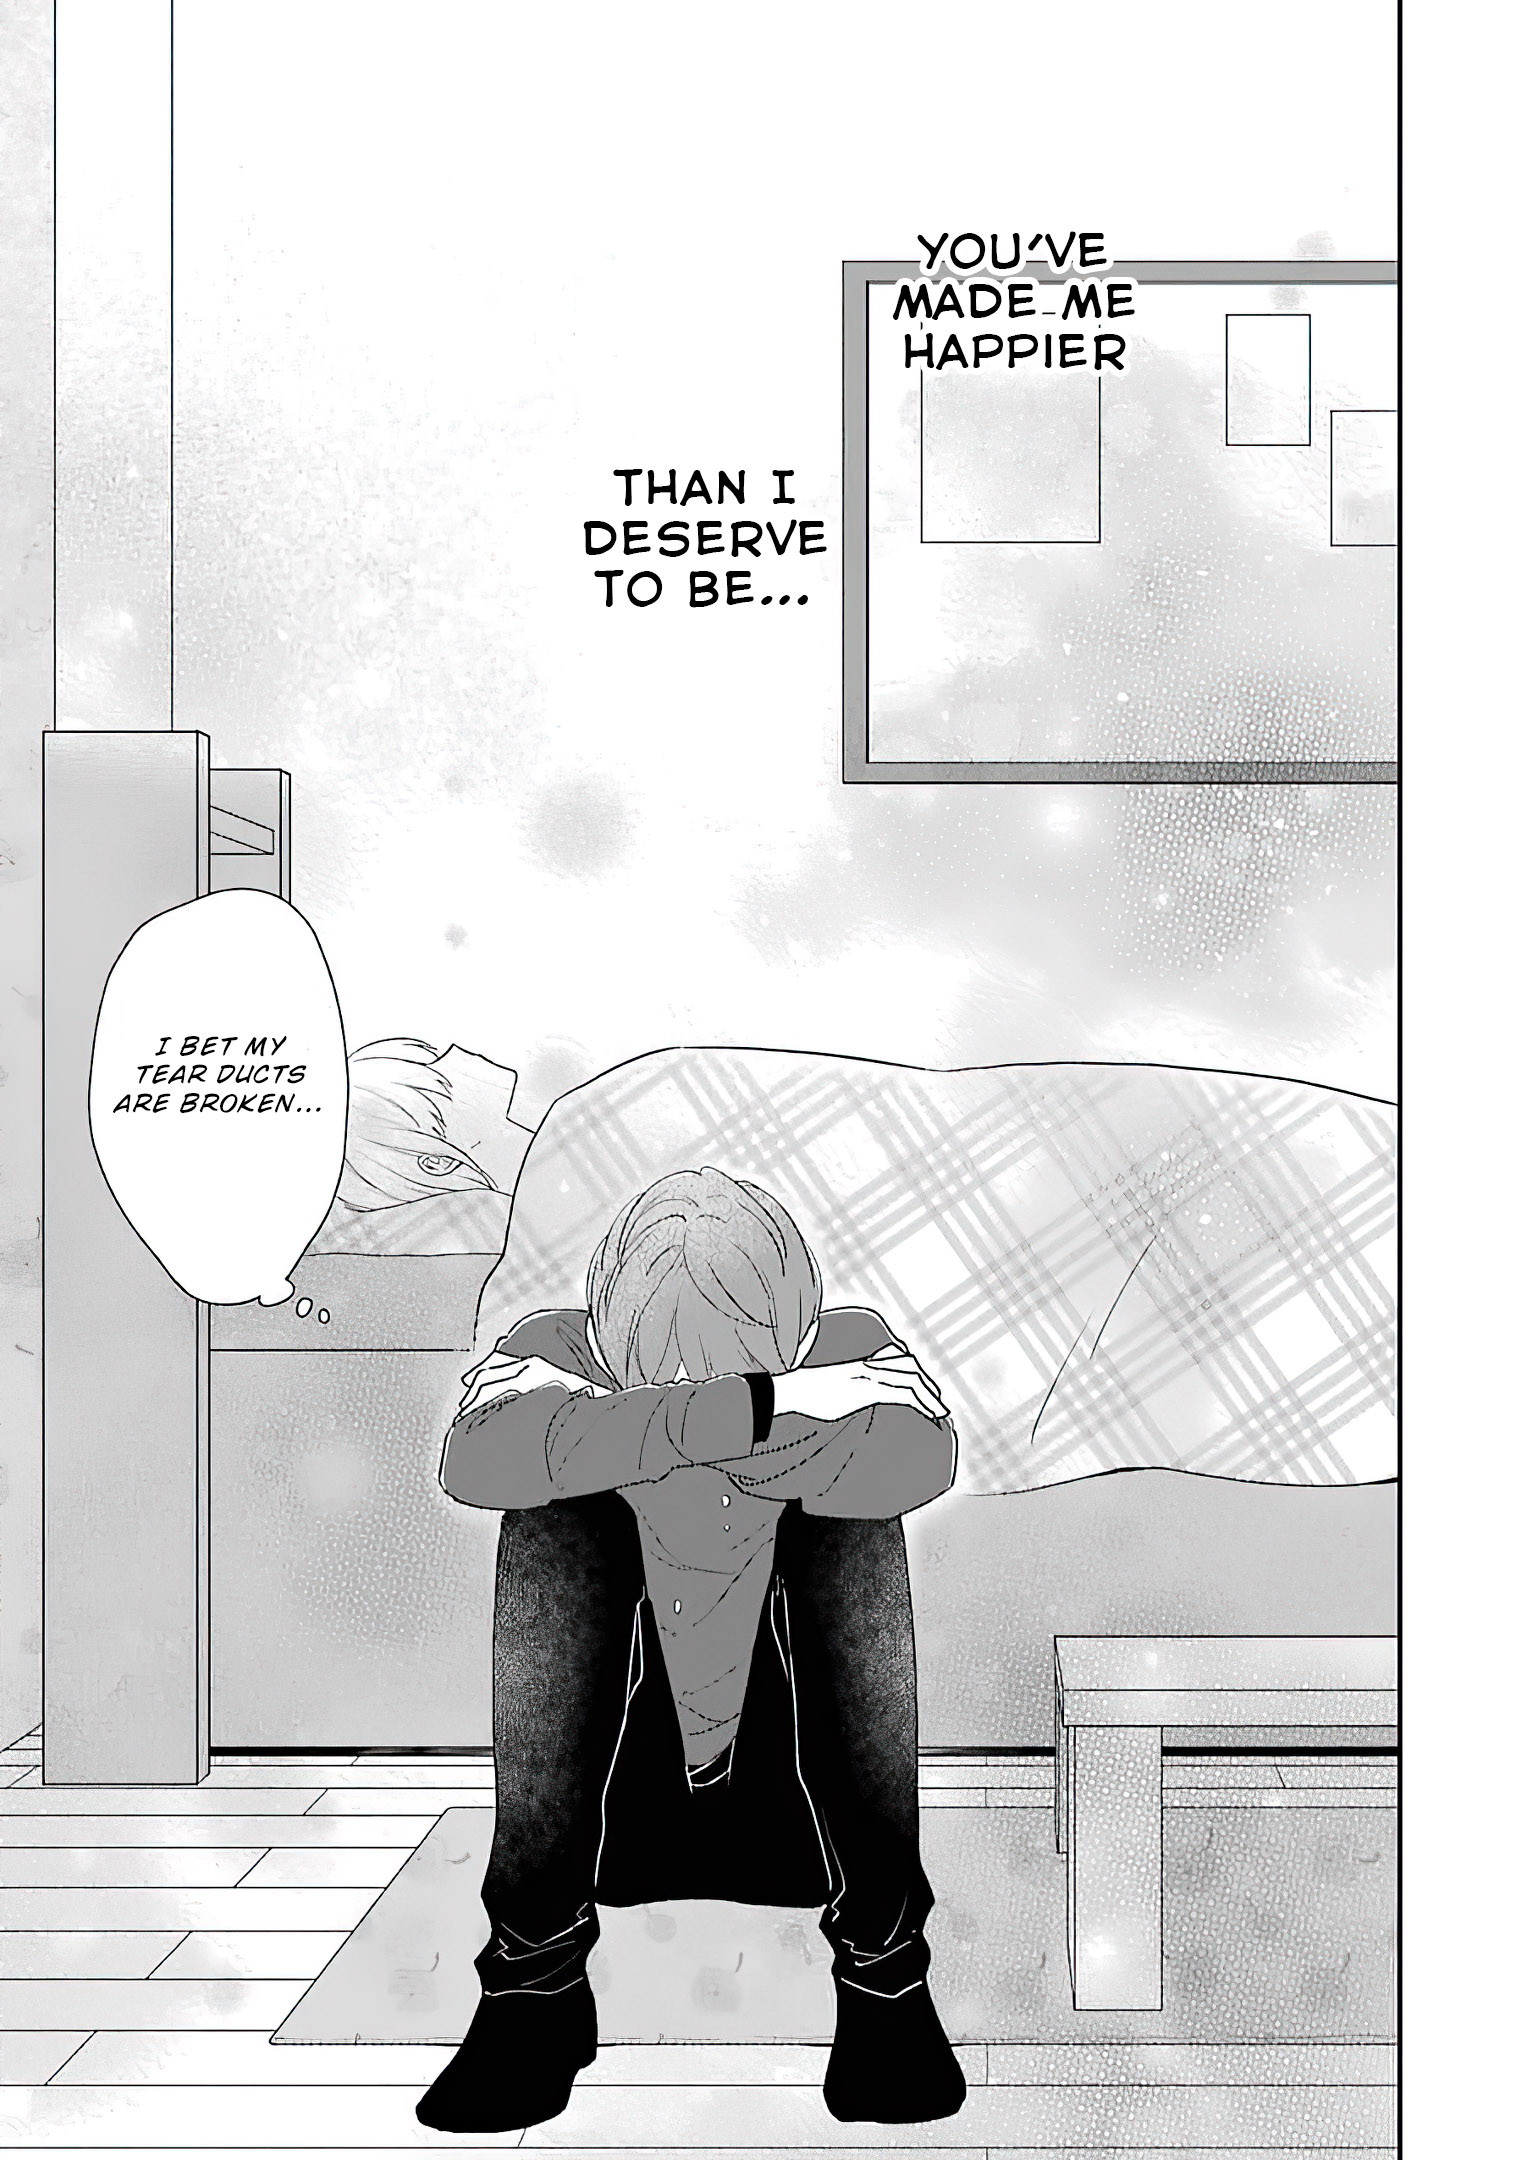 YOU'VE
MADE ME
HAPPIER
THAN I
DESERVE
TO BE...
I BET MY
TEAR DUCTS
ARE BROKEN...